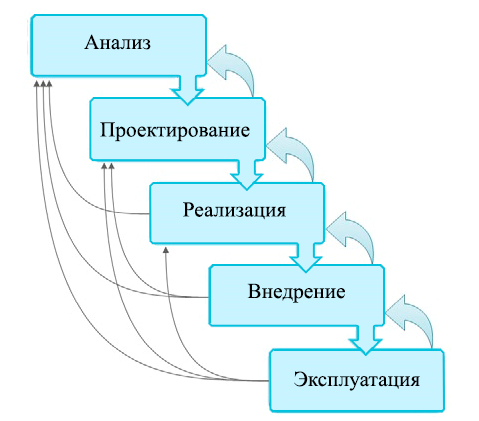 Анализ
Проектирование
Реализация
Внедрение
Эксплуатация